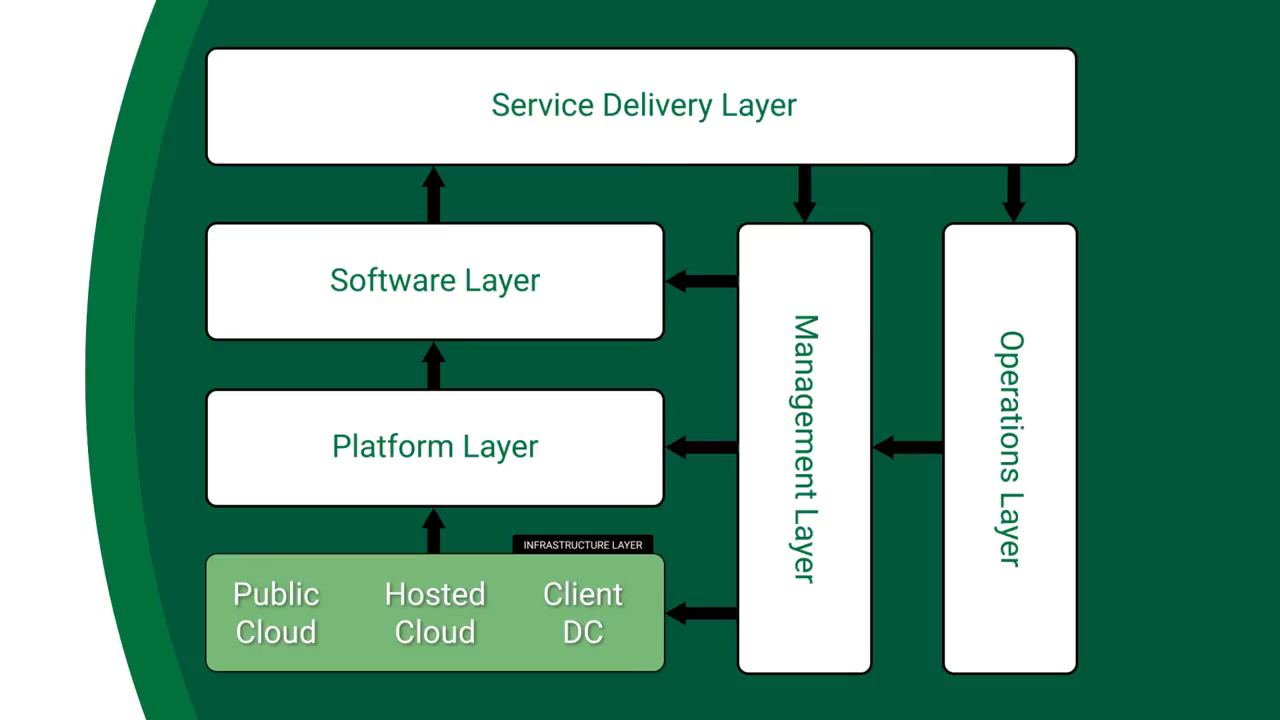 Service Delivery Layer
Software Layer
Management Layer
Operations Layer
Platform Layer
INFRASTRUCTURE LAYER
Public
Cloud
Hosted
Cloud
Client
DC